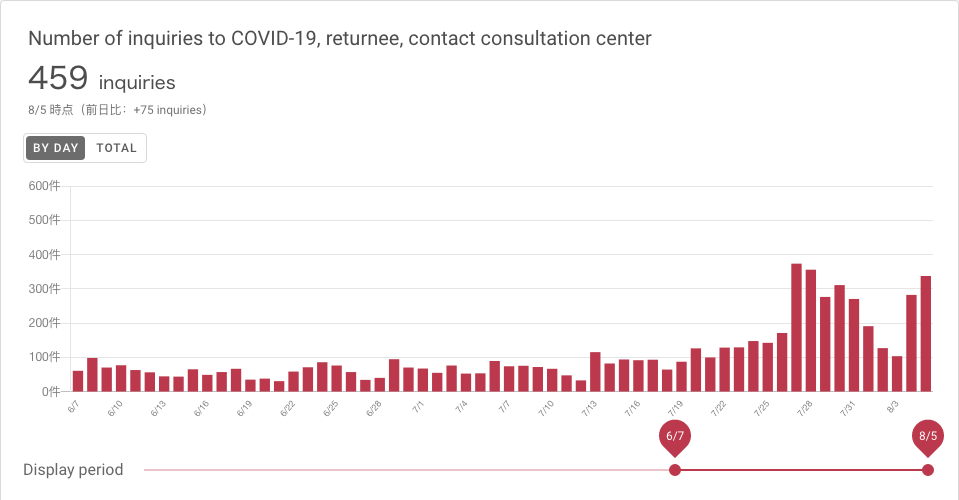 Number of inquiries to COVID-19, returnee, contact consultation center
459 inquiries
8/5 時点（前日比：+75 inquiries）
BY DAY TOTAL
600件
500件
400件
300件
200件
100件
0件
6/7 6/10 6/13 6/16 6/19 6/22 6/25 6/28 7/1 7/4 7/7 7/10 7/13 7/16 7/19 7/22 7/25 7/28 7/31 8/3
6/7 8/5
Display period